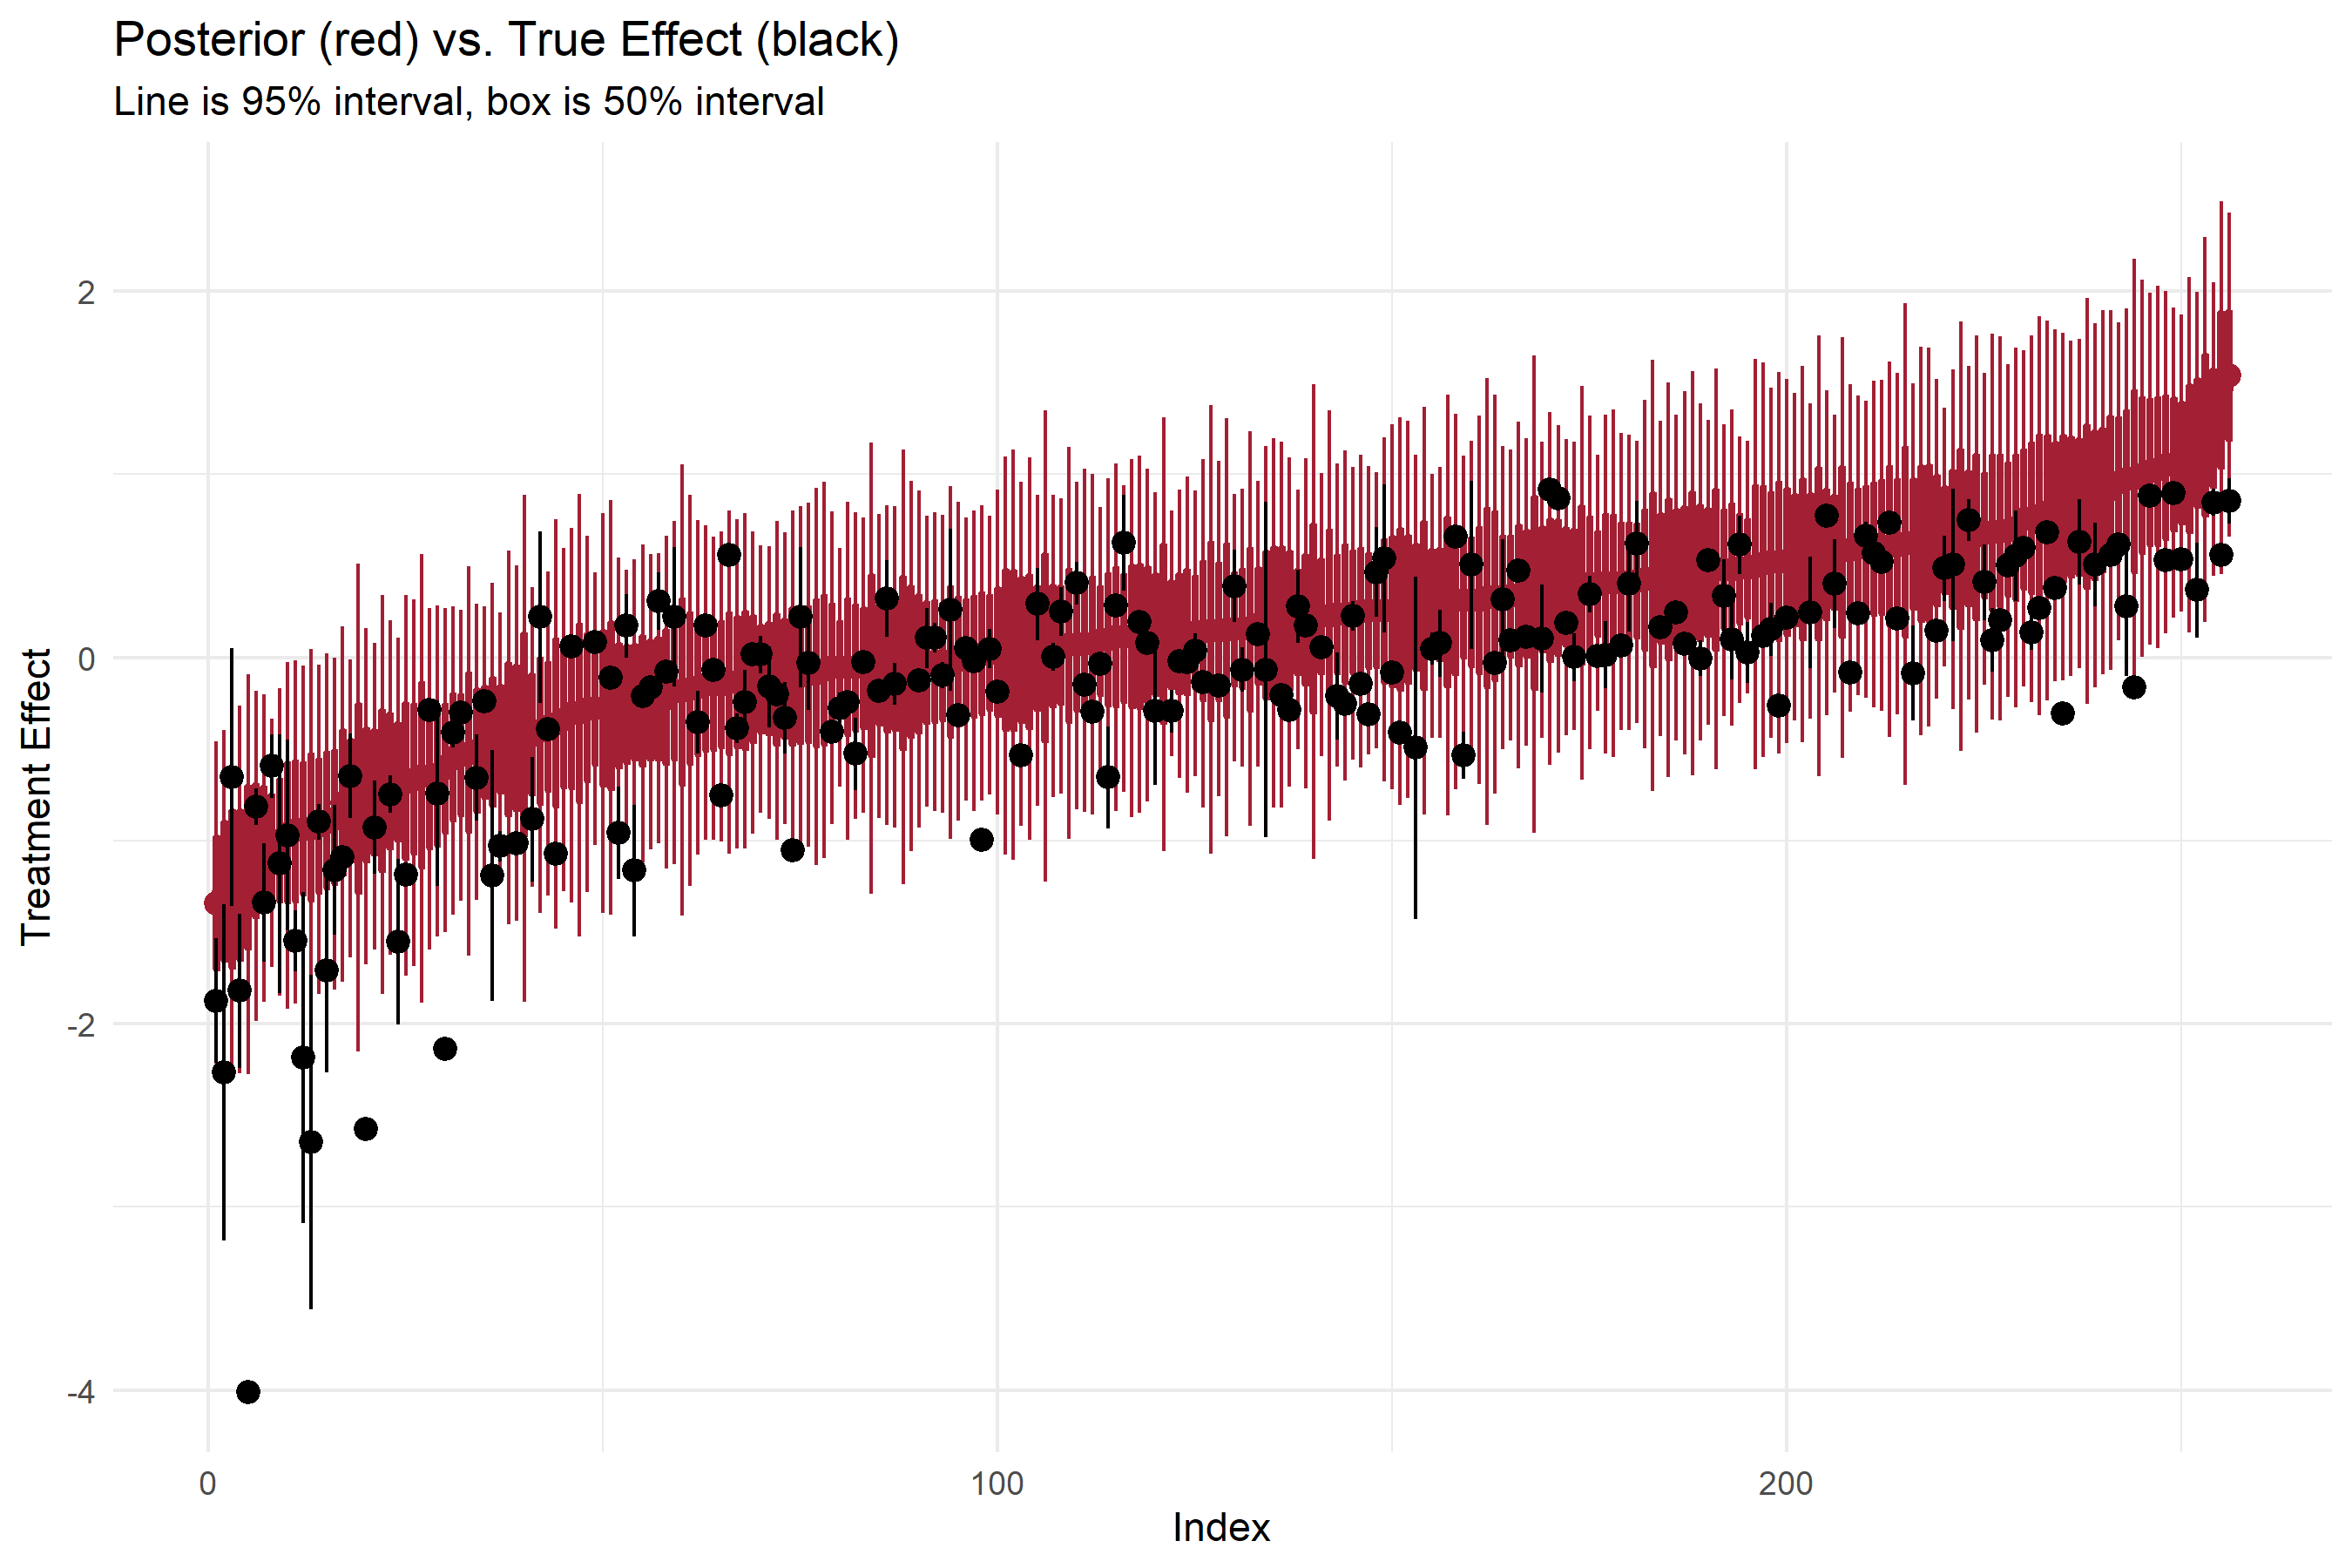 Posterior (red) vs. True Effect (black)
Line is 95% interval, box is 50% interval
Treatment Effect
2
0
-2
-4
0
100
200
Index